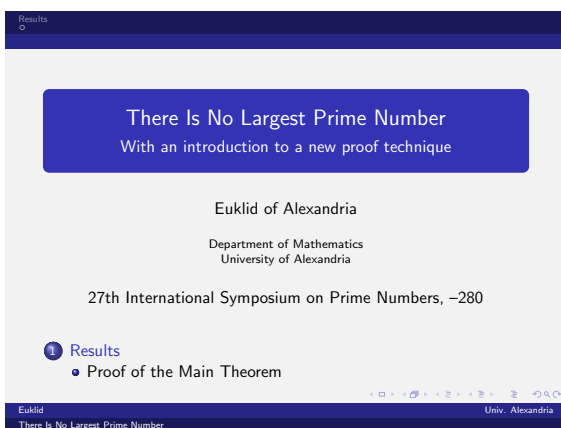 Results
There Is No Largest Prime Number
With an introduction to a new proof technique
Euklid of Alexandria
Department of Mathematics
University of Alexandria
27th International Symposium on Prime Numbers, –280
1 Results
Proof of the Main Theorem
Euklid Univ. Alexandria
There Is No Largest Prime Number